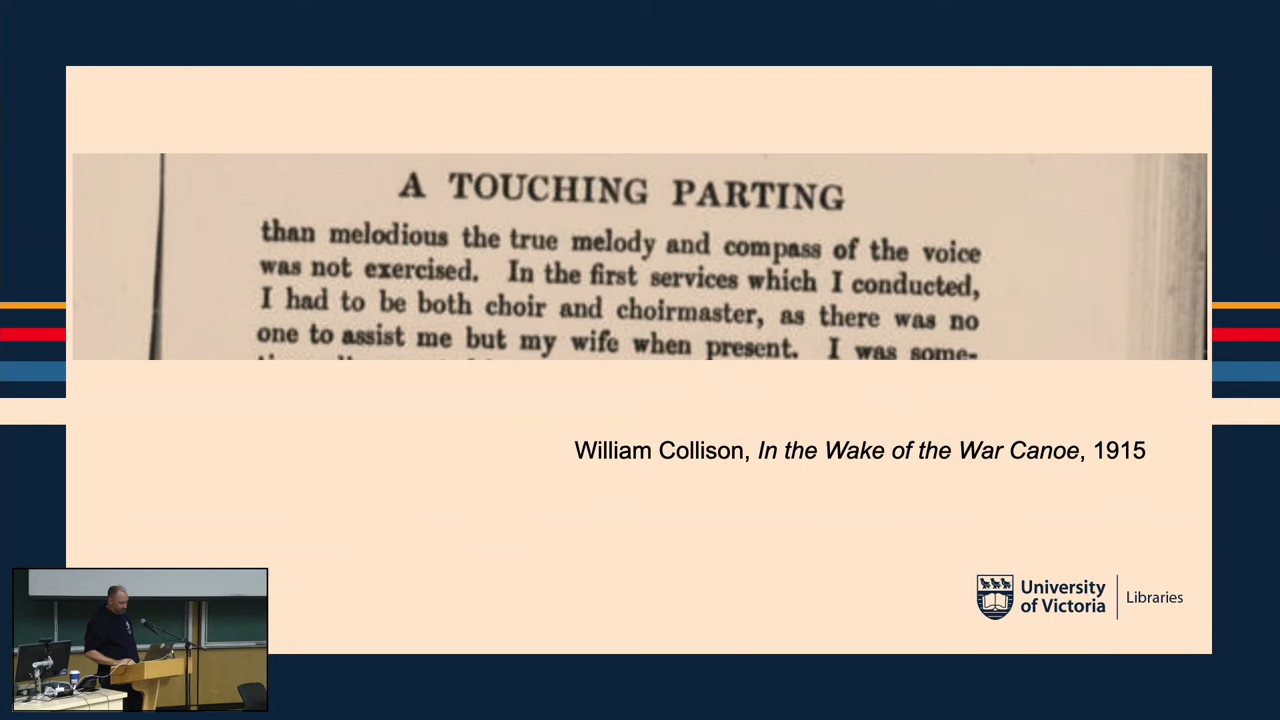 A TOUCHING PARTING
than melodious the true melody and compass of the voice
was not exercised. In the first services which I conducted,
I had to be both choir and choirmaster, as there was no
one to assist me but my wife when present. I was some-
William Collison, In the Wake of the War Canoe, 1915
University
of Victoria
Libraries